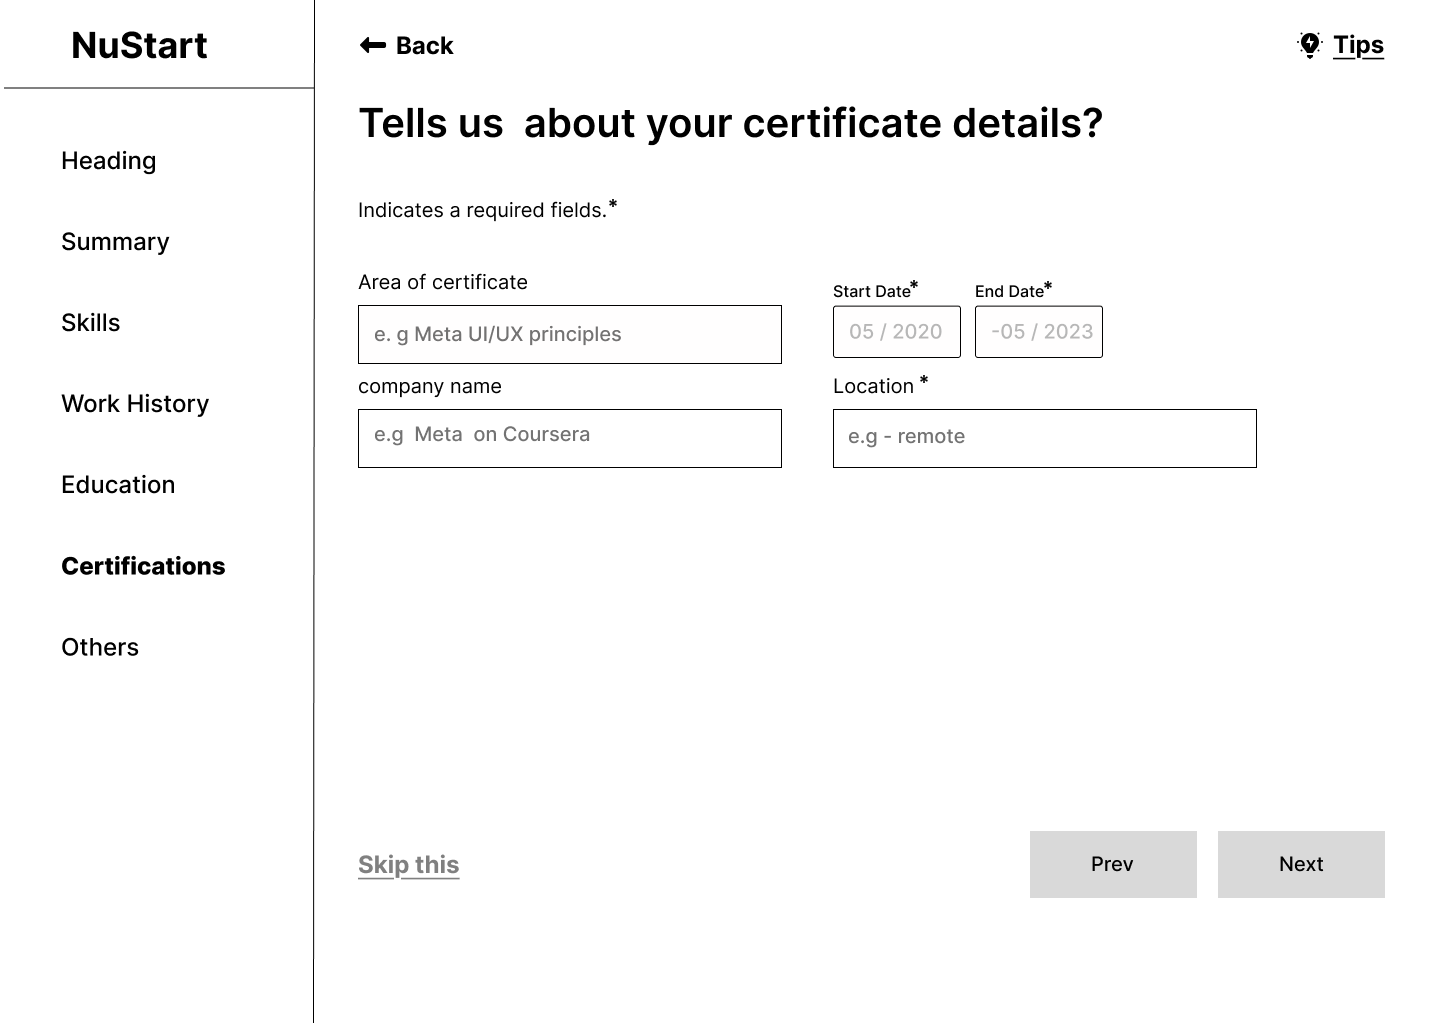 NuStart
Heading
Summary
Skills
Work History
Education
Certifications
Others
Back
Tips
Tells us  about your certificate details?
Indicates a required fields.*
Area of certificate
e. g Meta UI/UX principles
Start Date*
05 / 2020
End Date*
-05 / 2023
company name
e.g  Meta  on Coursera
Location *
e.g - remote
Skip this
Prev
Next